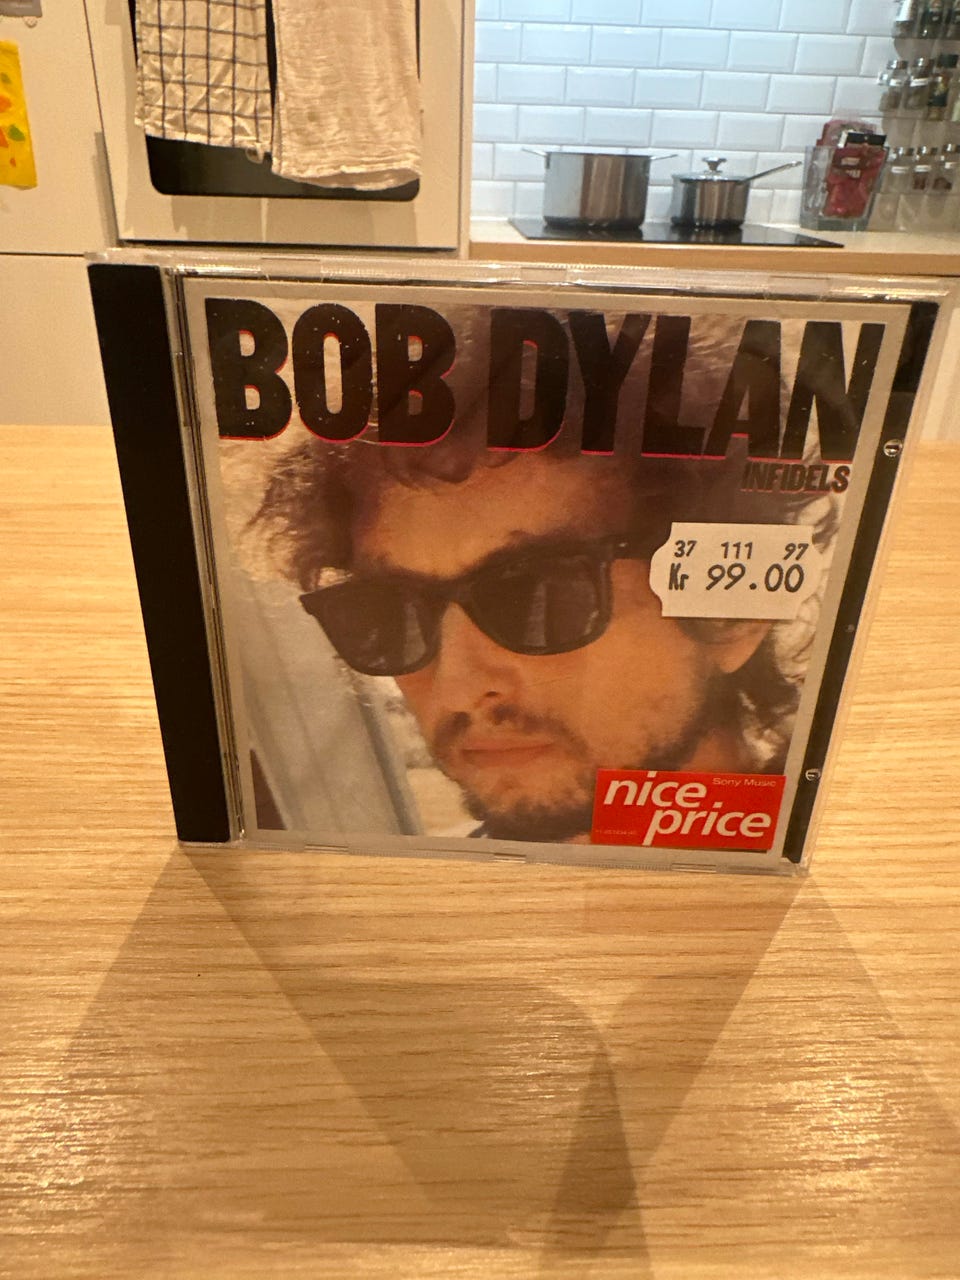 BOB DYLAN
INFIDELS
37 111 97
Kr 99.00
Sony Music
nice
price